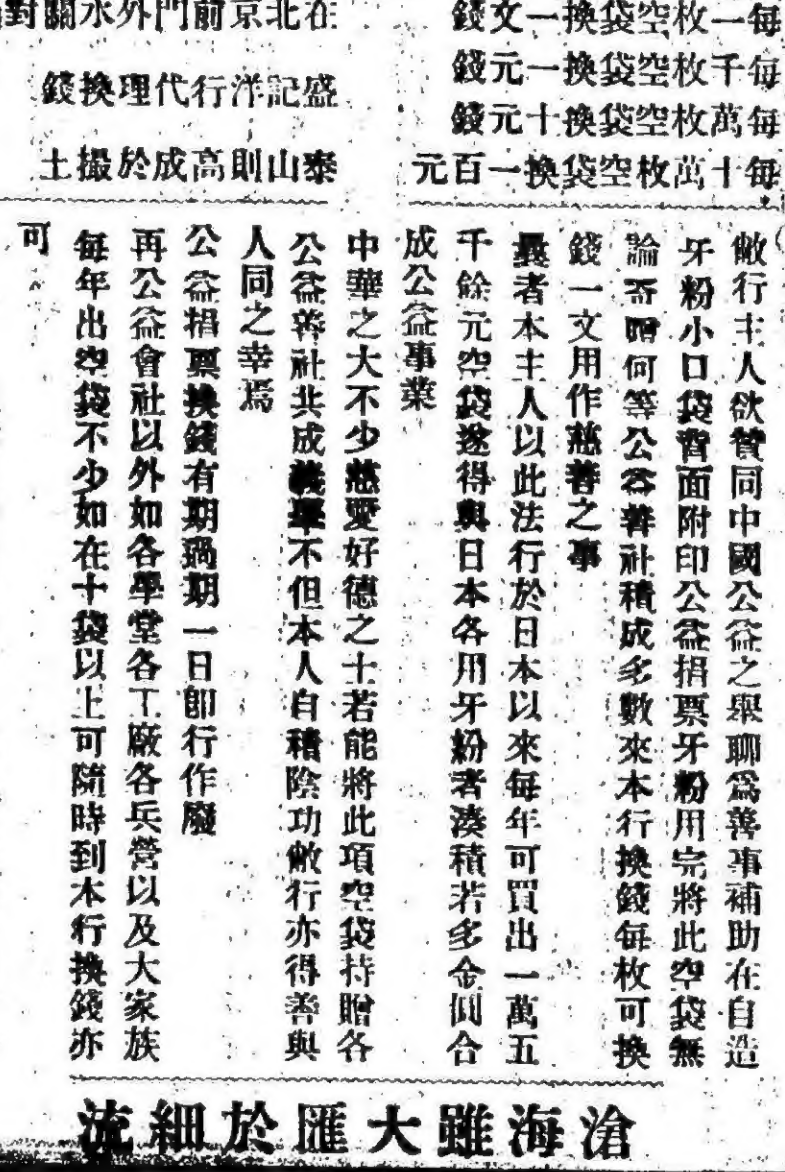 每一枚空袋換一文錢
每千枚空袋換一元錢
每萬枚空袋換十元錢
每十萬枚空袋換一百元
在北京前門外水關對
盛記洋行代理換錢
泰山則高成於撮土
敝行主人欲贊同中國公益之舉聊爲善事補助在自造
牙粉小口袋背面附印公益捐票牙粉用完將此空袋無
論寄贈何等公益善社積成多數來本行換錢每枚可換
錢一文用作慈善之事
曩者本主人以此法行於日本以來每年可買出一萬五
千餘元空袋遂得與日本各用牙粉者湊積若多金圓合
成公益事業
中華之大不少慈愛好德之士若能將此項空袋持贈各
公益善社共成義舉不但本人自積陰功敝行亦得善與
人同之幸焉
公益捐票換錢有期過期一日卽行作廢
再公益會社以外如各學堂各工廠各兵營以及大家族
每年出空袋不少如在十袋以上可隨時到本行換錢亦
可
滄海雖大匯於細流